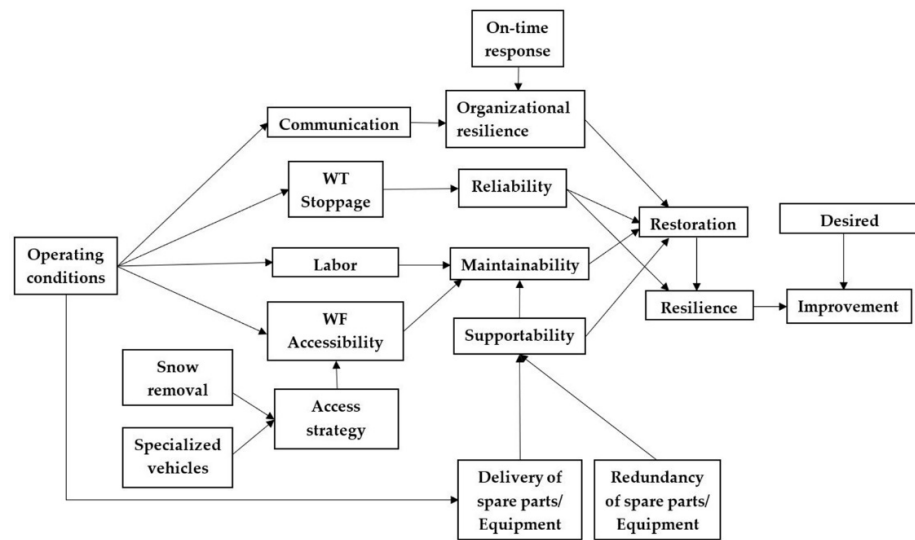 On-time
response
Communication
Organizational
resilience
WT
Stoppage
Reliability
Restoration
Desired
Operating
conditions
Labor
Maintainability
WF
Accessibility
Supportability
Resilience
Improvement
Snow
removal
Access
strategy
Specialized
vehicles
Delivery of
spare parts/
Equipment
Redundancy
of spare parts/
Equipment